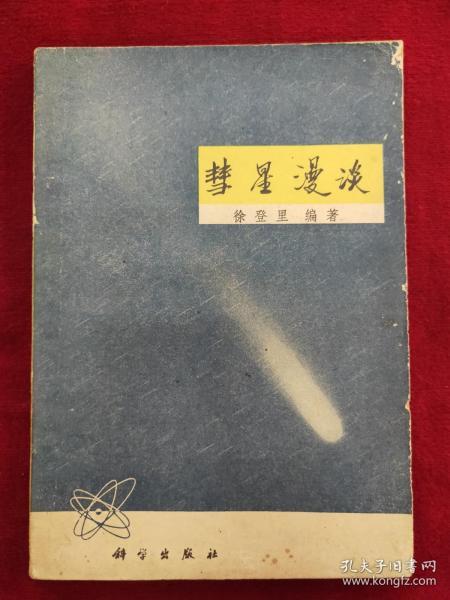 彗星漫谈
徐登里 编著
科学出版社
孔夫子旧书网
www.kongfz.com